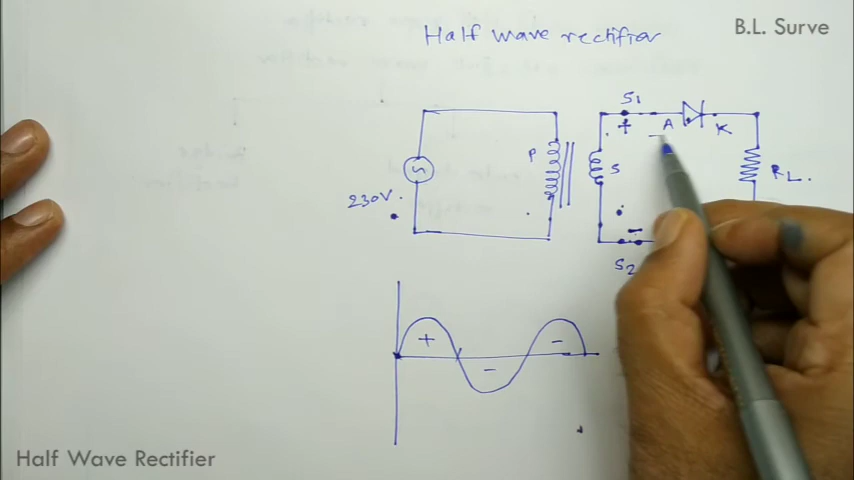 B.L. Surve
Half wave rectifier
S1
+ A K
P S RL.
230V.
S2
+ - -
Half Wave Rectifier